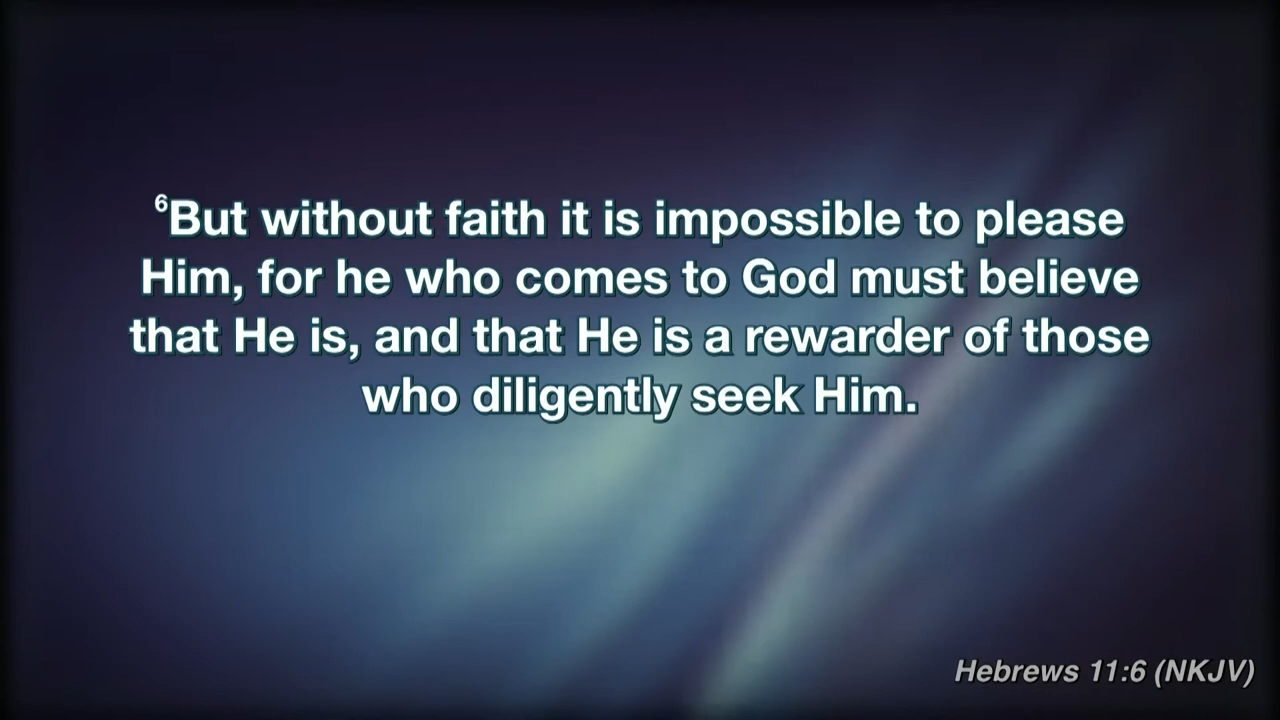 ⁶But without faith it is impossible to please
Him, for he who comes to God must believe
that He is, and that He is a rewarder of those
who diligently seek Him.
Hebrews 11:6 (NKJV)